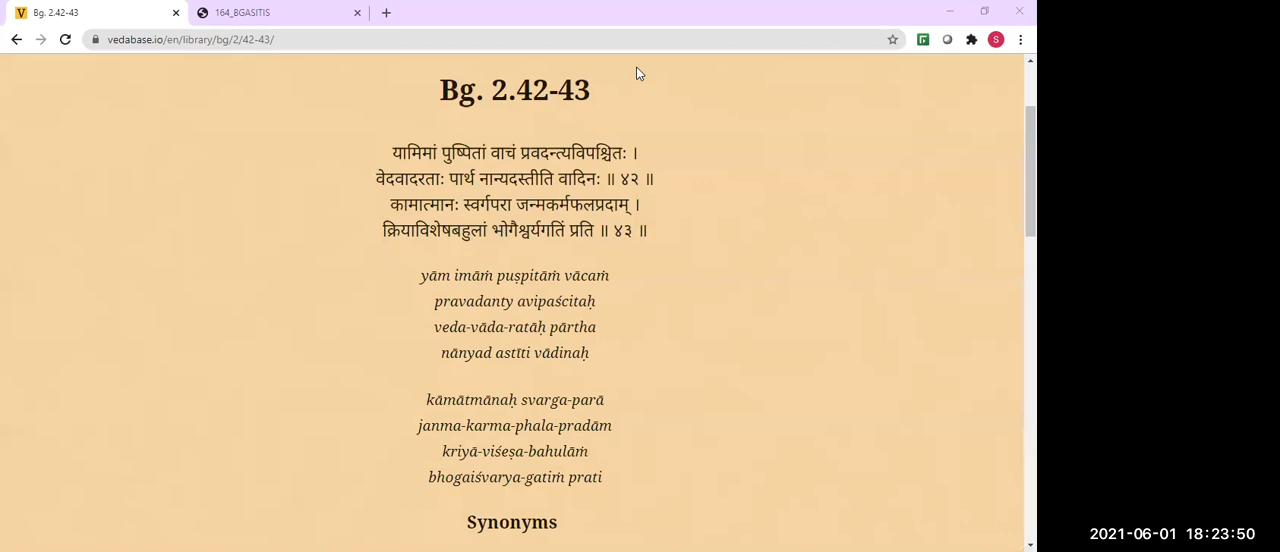 Bg. 2.42-43
164_BGASITIS
vedabase.io/en/library/bg/2/42-43/
S
Bg. 2.42-43
यामिमां पुष्पितां वाचं प्रवदन्त्यविपश्चितः ।
वेदवादरताः पार्थ नान्यदस्तीति वादिनः ॥ ४२ ॥
कामात्मानः स्वर्गपरा जन्मकर्मफलप्रदाम् ।
क्रियाविशेषबहुलां भोगैश्वर्यगतिं प्रति ॥ ४३ ॥
yām imāṁ puṣpitāṁ vācaṁ
pravadanty avipaścitaḥ
veda-vāda-ratāḥ pārtha
nānyad astīti vādinaḥ
kāmātmānaḥ svarga-parā
janma-karma-phala-pradām
kriyā-viśeṣa-bahulāṁ
bhogaiśvarya-gatiṁ prati
Synonyms
2021-06-01 18:23:50